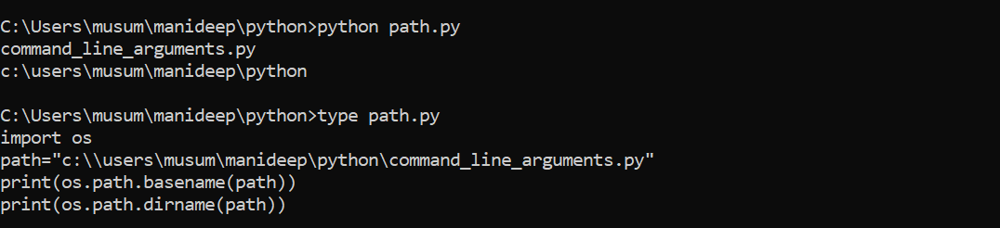 C:\Users\musum\manideep\python>python path.py
command_line_arguments.py
c:\users\musum\manideep\python
C:\Users\musum\manideep\python>type path.py
import os
path="c:\\users\musum\manideep\python\command_line_arguments.py"
print(os.path.basename(path))
print(os.path.dirname(path))